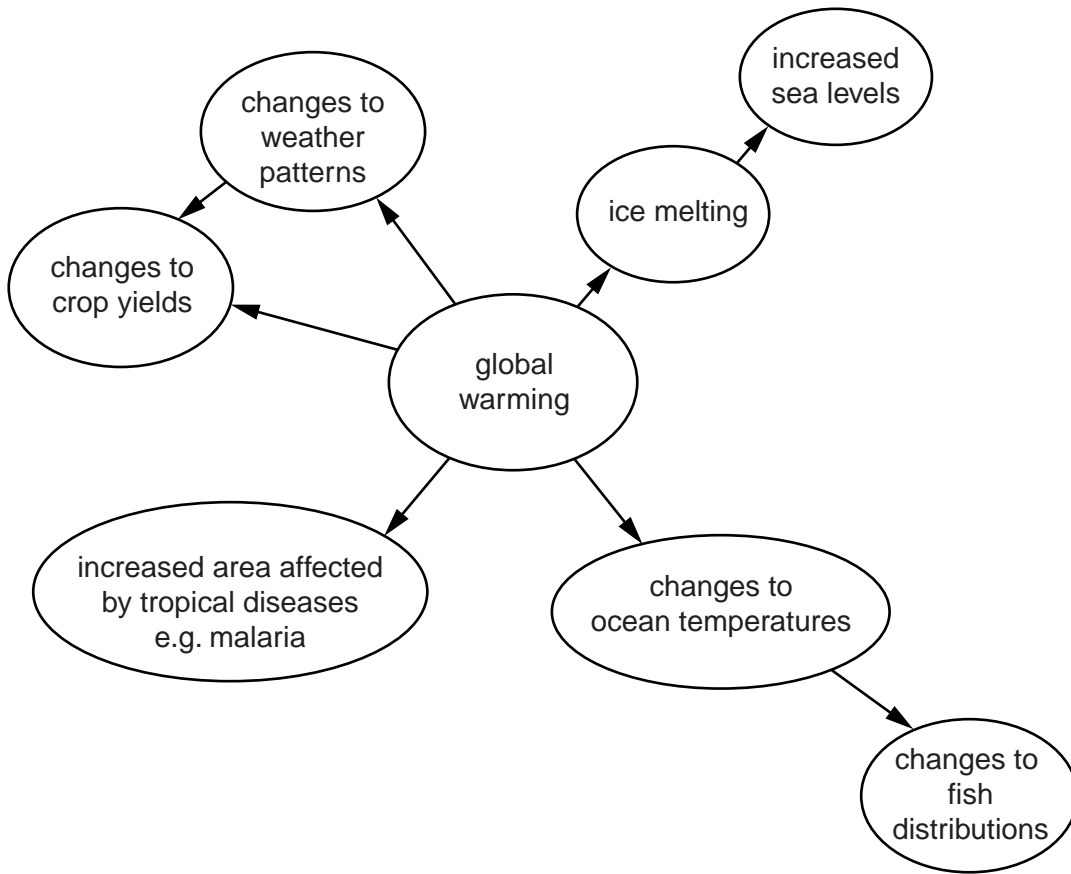 increased
sea levels
changes to
weather
patterns
ice melting
changes to
crop yields
global
warming
increased area affected
by tropical diseases
e.g. malaria
changes to
ocean temperatures
changes to
fish
distributions